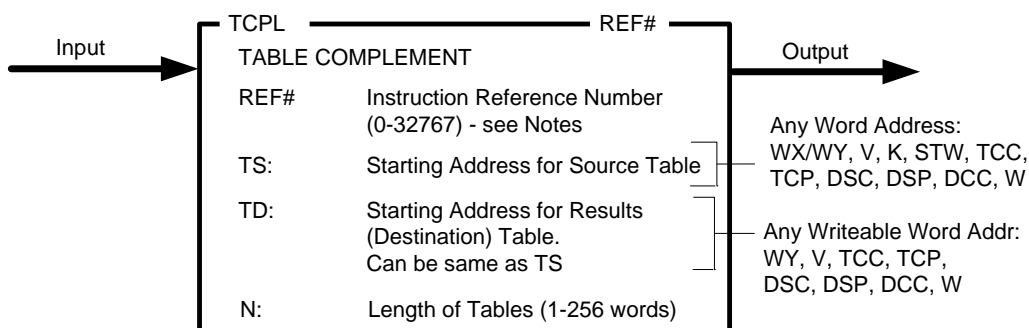 TCPL REF#
Input
Output
TABLE COMPLEMENT
REF# Instruction Reference Number
(0-32767) - see Notes
TS: Starting Address for Source Table
Any Word Address:
WX/WY, V, K, STW, TCC,
TCP, DSC, DSP, DCC, W
TD: Starting Address for Results
(Destination) Table.
Can be same as TS
Any Writeable Word Addr:
WY, V, TCC, TCP,
DSC, DSP, DCC, W
N: Length of Tables (1-256 words)